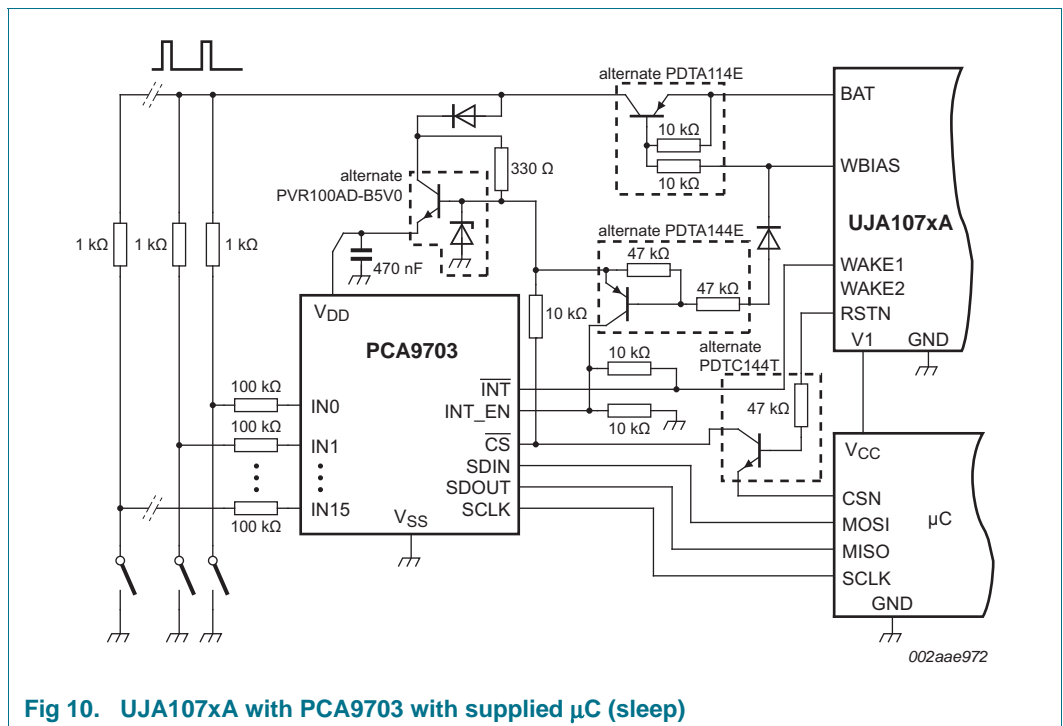 alternate PDTA114E
BAT
10 kΩ
10 kΩ
WBIAS
330 Ω
alternate
PVR100AD-B5V0
UJA107xA
alternate PDTA144E
1 kΩ
1 kΩ
1 kΩ
47 kΩ
47 kΩ
WAKE1
WAKE2
RSTN
470 nF
VDD
10 kΩ
V1
GND
PCA9703
10 kΩ
alternate
PDTC144T
INT
47 kΩ
100 kΩ
IN0
INT_EN
10 kΩ
100 kΩ
IN1
CS
VCC
SDIN
SDOUT
CSN
100 kΩ
IN15
VSS
SCLK
MOSI
µC
MISO
SCLK
GND
002aae972
Fig 10. UJA107xA with PCA9703 with supplied µC (sleep)